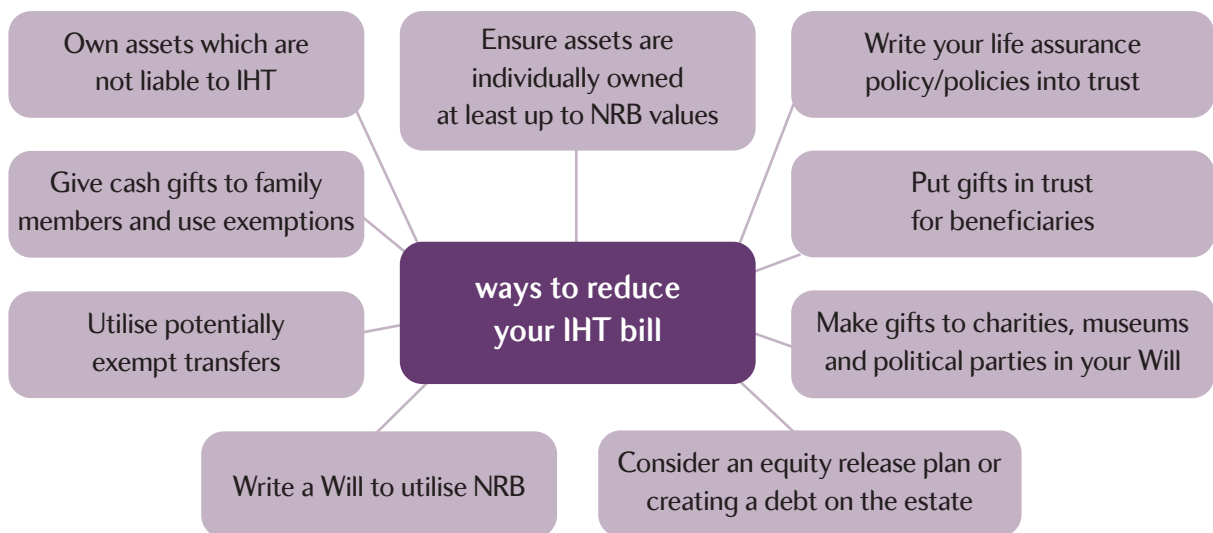 Own assets which are
not liable to IHT
Ensure assets are
individually owned
at least up to NRB values
Write your life assurance
policy/policies into trust
Give cash gifts to family
members and use exemptions
Put gifts in trust
for beneficiaries
ways to reduce
your IHT bill
Utilise potentially
exempt transfers
Make gifts to charities, museums
and political parties in your Will
Write a Will to utilise NRB
Consider an equity release plan or
creating a debt on the estate